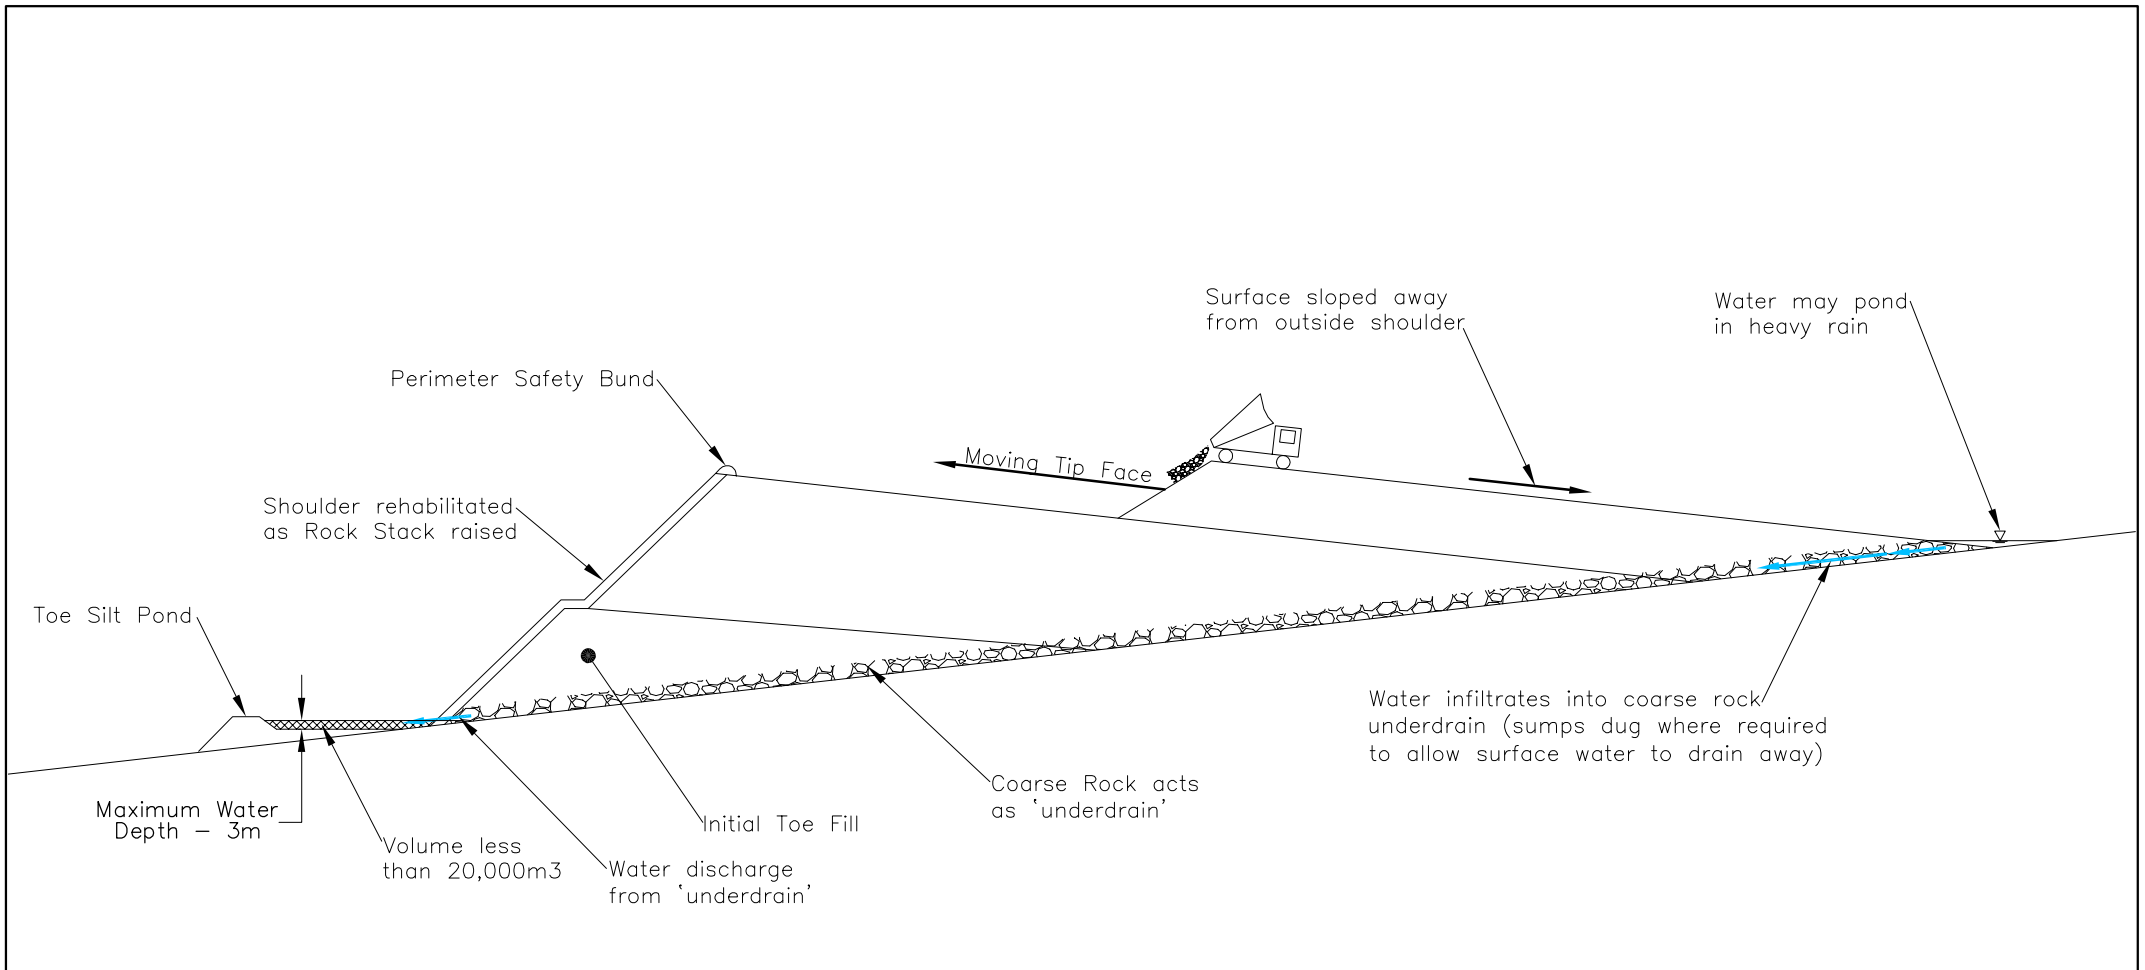 Surface sloped away
from outside shoulder
Water may pond
in heavy rain
Perimeter Safety Bund
Moving Tip Face
Shoulder rehabilitated
as Rock Stack raised
Toe Silt Pond
Water infiltrates into coarse rock
underdrain (sumps dug where required
to allow surface water to drain away)
Coarse Rock acts
as ‘underdrain’
Maximum Water
Depth – 3m
Initial Toe Fill
Volume less
than 20,000m3
Water discharge
from ‘underdrain’